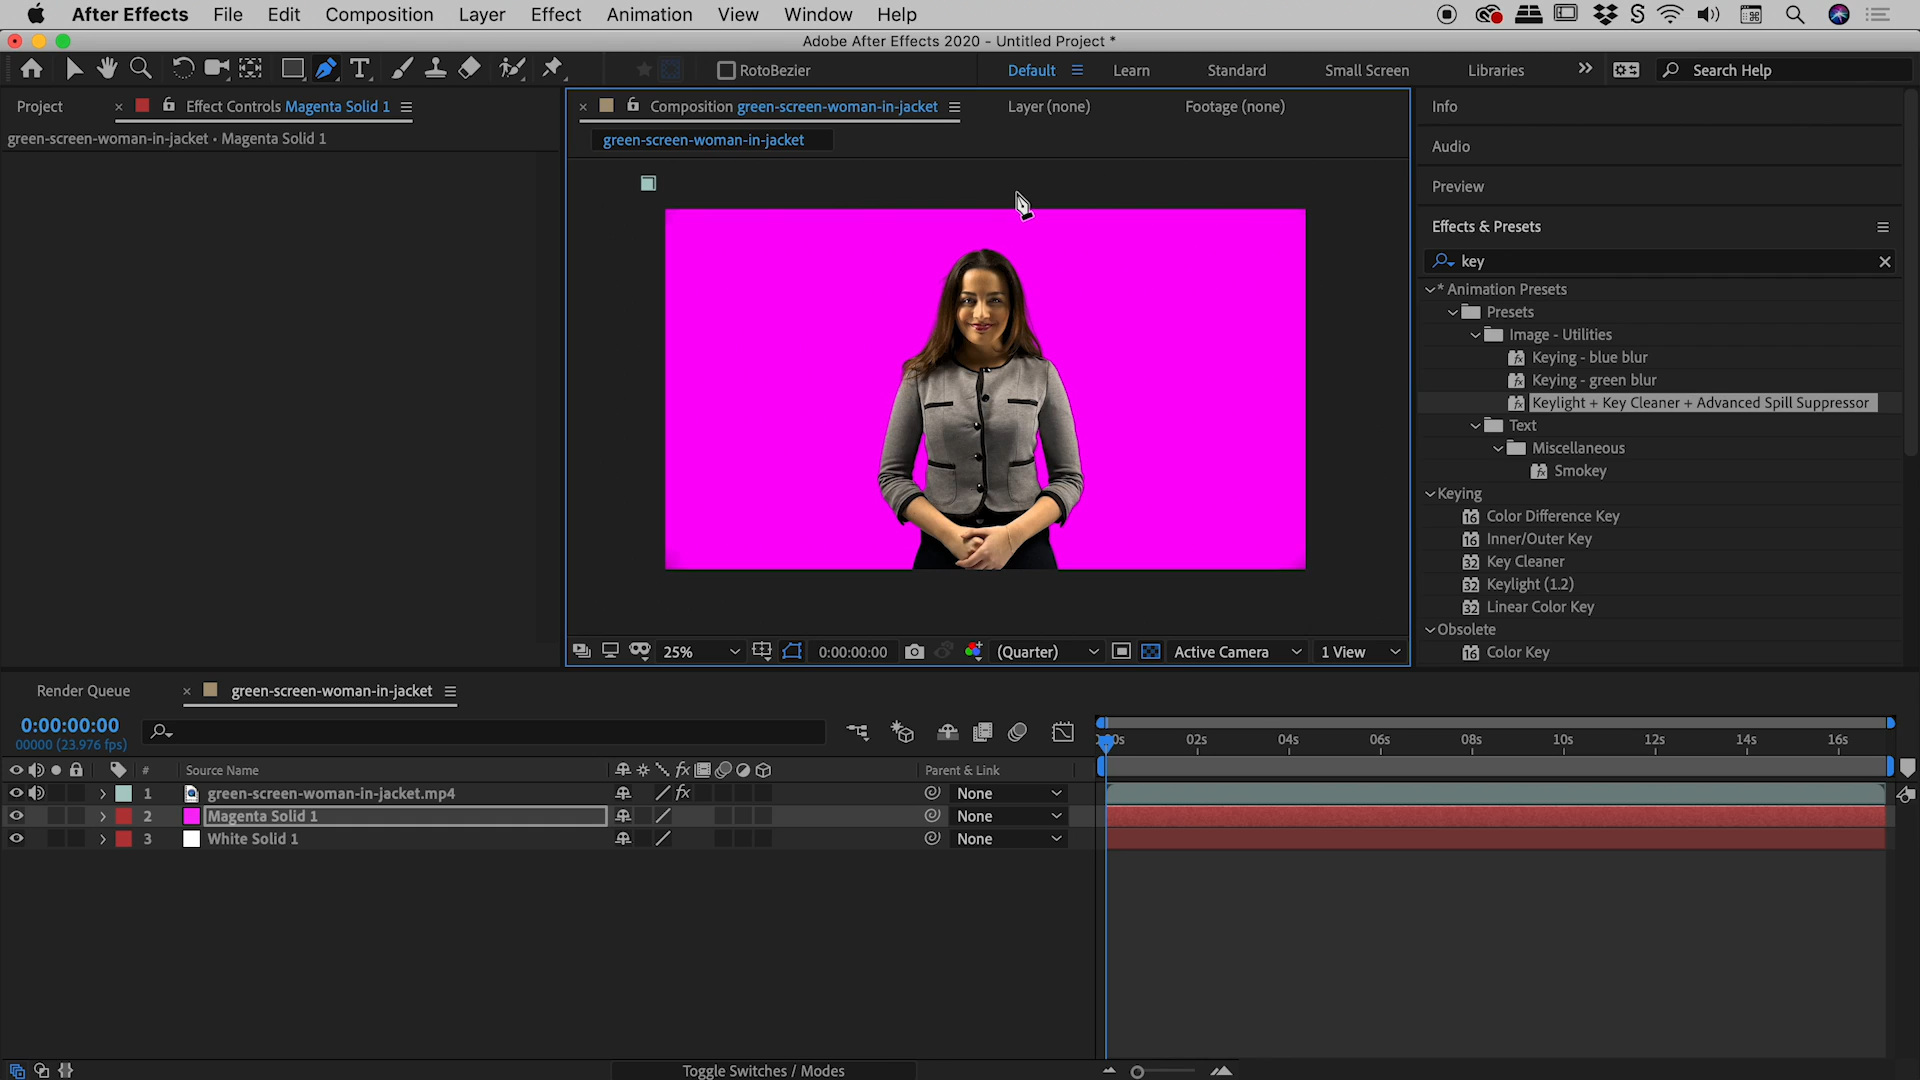 After Effects File Edit Composition Layer Effect Animation View Window Help
Adobe After Effects 2020 - Untitled Project *
RotoBezier Default Learn Standard Small Screen Libraries Search Help
Project Effect Controls Magenta Solid 1
green-screen-woman-in-jacket • Magenta Solid 1
Composition green-screen-woman-in-jacket Layer (none) Footage (none)
green-screen-woman-in-jacket
Info
Audio
Preview
Effects & Presets
key
* Animation Presets
Presets
Image - Utilities
Keying - blue blur
Keying - green blur
Keylight + Key Cleaner + Advanced Spill Suppressor
Text
Miscellaneous
Smokey
Keying
16 Color Difference Key
16 Inner/Outer Key
32 Key Cleaner
32 Keylight (1.2)
32 Linear Color Key
Obsolete
16 Color Key
25% 0:00:00:00 (Quarter) Active Camera 1 View
Render Queue green-screen-woman-in-jacket
0:00:00:00
00000 (23.976 fps)
02s 04s 06s 08s 10s 12s 14s 16s
# Source Name fx Parent & Link
1 green-screen-woman-in-jacket.mp4 fx None
2 Magenta Solid 1 None
3 White Solid 1 None
Toggle Switches / Modes